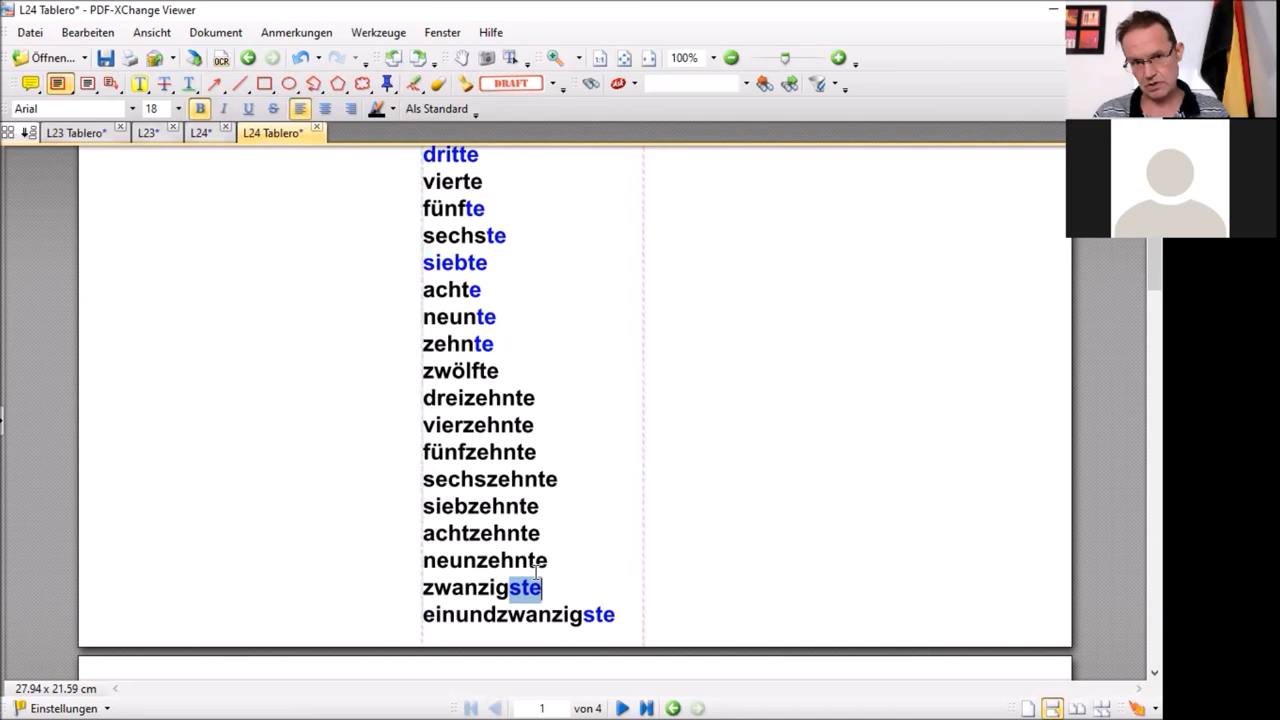 L24 Tablero* - PDF-XChange Viewer
Datei Bearbeiten Ansicht Dokument Anmerkungen Werkzeuge Fenster Hilfe
Öffnen... OCR 100%
DRAFT
Arial 18 B I U S Als Standard
L23 Tablero* L23* L24* L24 Tablero*
dritte
vierte
fünfte
sechste
siebte
achte
neunte
zehnte
zwölfte
dreizehnte
vierzehnte
fünfzehnte
sechszehnte
siebzehnte
achtzehnte
neunzehnte
zwanzigste
einundzwanzigste
27.94 x 21.59 cm
Einstellungen 1 von 4